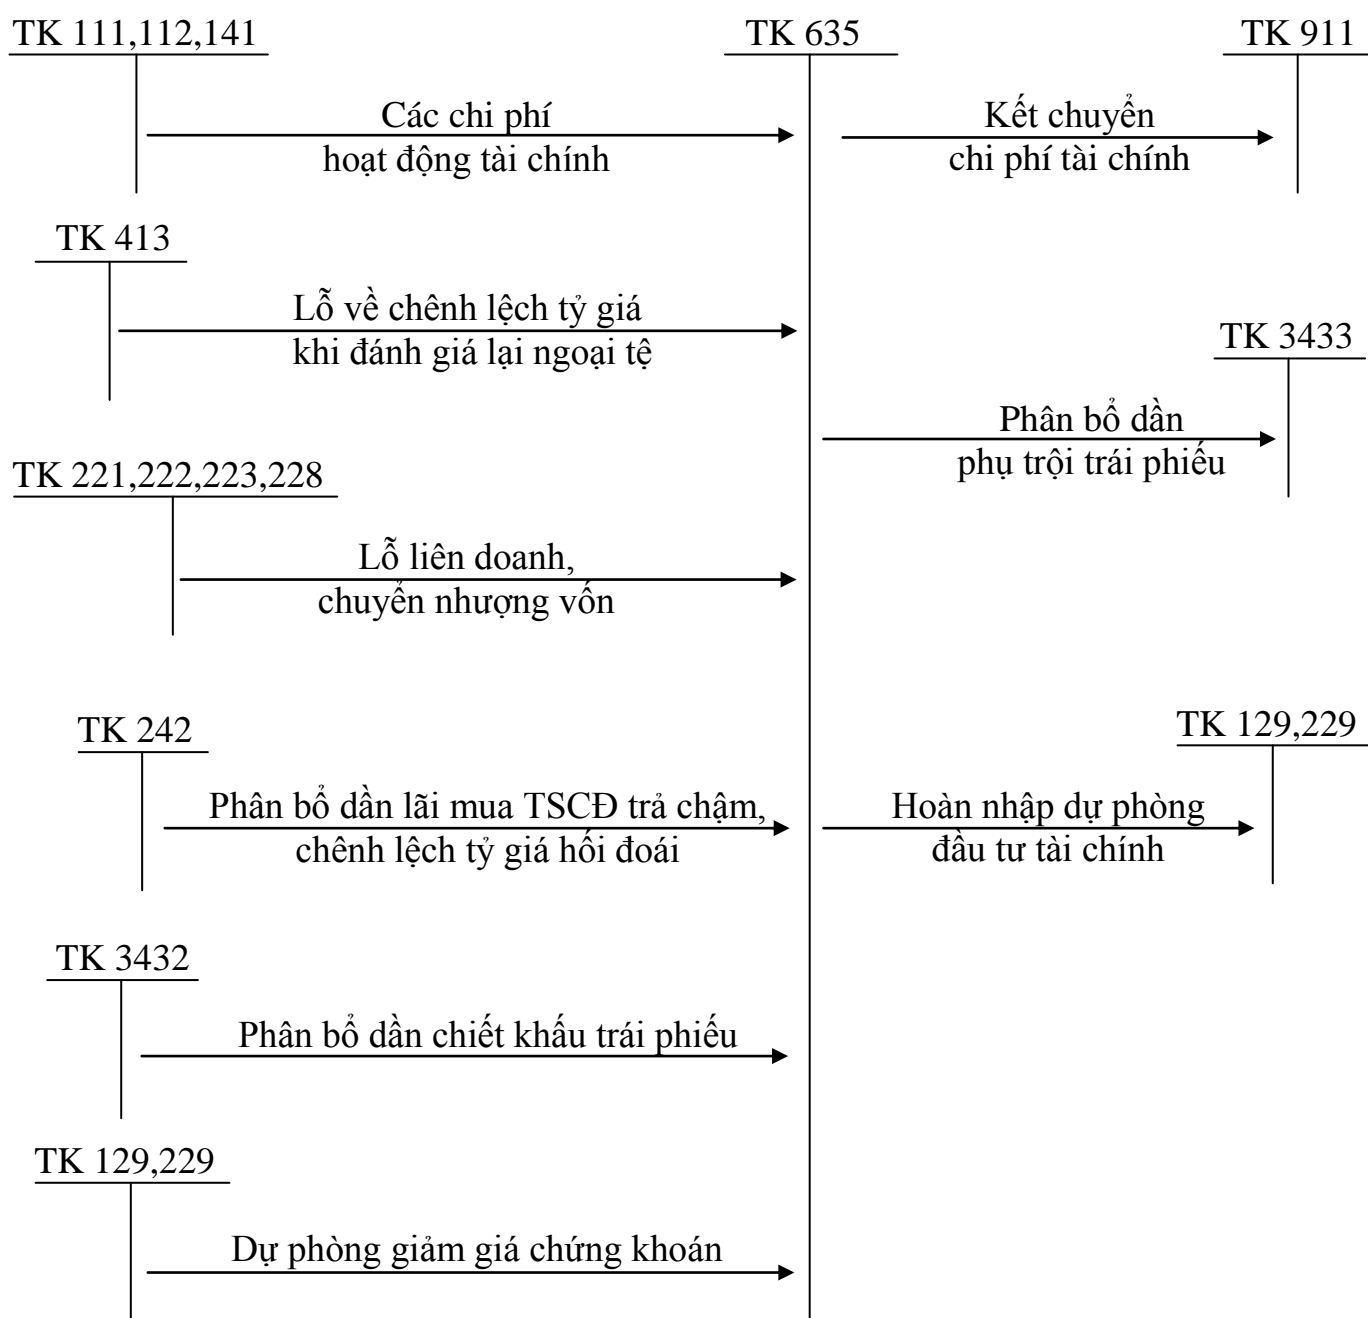 TK 111,112,141
TK 635
TK 911
Các chi phí
hoạt động tài chính
Kết chuyển
chi phí tài chính
TK 413
Lỗ về chênh lệch tỷ giá
khi đánh giá lại ngoại tệ
TK 3433
Phân bổ dần
phụ trội trái phiếu
TK 221,222,223,228
Lỗ liên doanh,
chuyển nhượng vốn
TK 242
TK 129,229
Phân bổ dần lãi mua TSCĐ trả chậm,
chênh lệch tỷ giá hối đoái
Hoàn nhập dự phòng
đầu tư tài chính
TK 3432
Phân bổ dần chiết khấu trái phiếu
TK 129,229
Dự phòng giảm giá chứng khoán